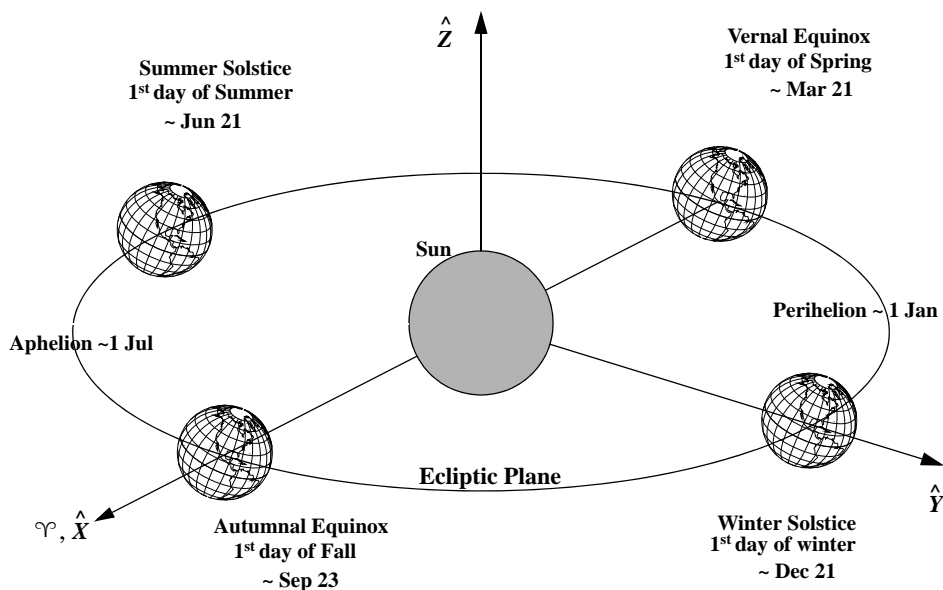 Ẑ
Vernal Equinox
1st day of Spring
~ Mar 21
Summer Solstice
1st day of Summer
~ Jun 21
Sun
Perihelion ~ 1 Jan
Aphelion ~1 Jul
Ecliptic Plane
♈, X̂
Ŷ
Autumnal Equinox
1st day of Fall
~ Sep 23
Winter Solstice
1st day of winter
~ Dec 21